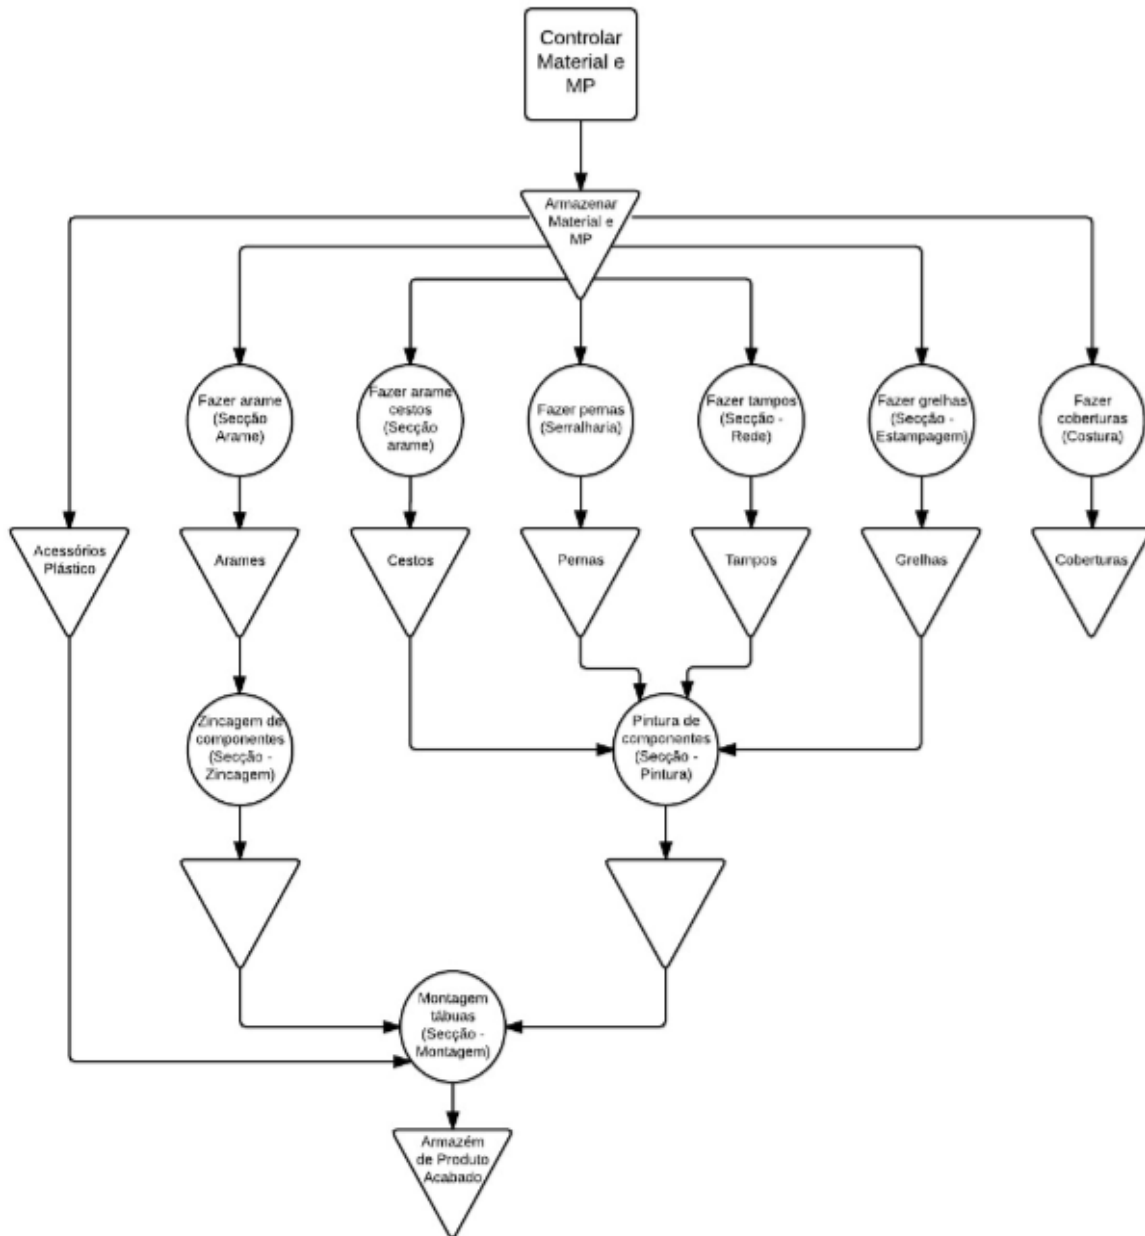 Controlar
Material e
MP
Armazenar
Material e
MP
Fazer arame
(Secção
Arame)
Fazer arame
cestos
(Secção
arame)
Fazer pernas
(Serralharia)
Fazer tampos
(Secção -
Rede)
Fazer grelhas
(Secção -
Estampagem)
Fazer
coberturas
(Costura)
Acessórios
Plástico
Arames
Cestos
Pernas
Tampos
Grelhas
Coberturas
Zincagem de
componentes
(Secção -
Zincagem)
Pintura de
componentes
(Secção -
Pintura)
Montagem
tábuas
(Secção -
Montagem)
Armazém
de Produto
Acabado